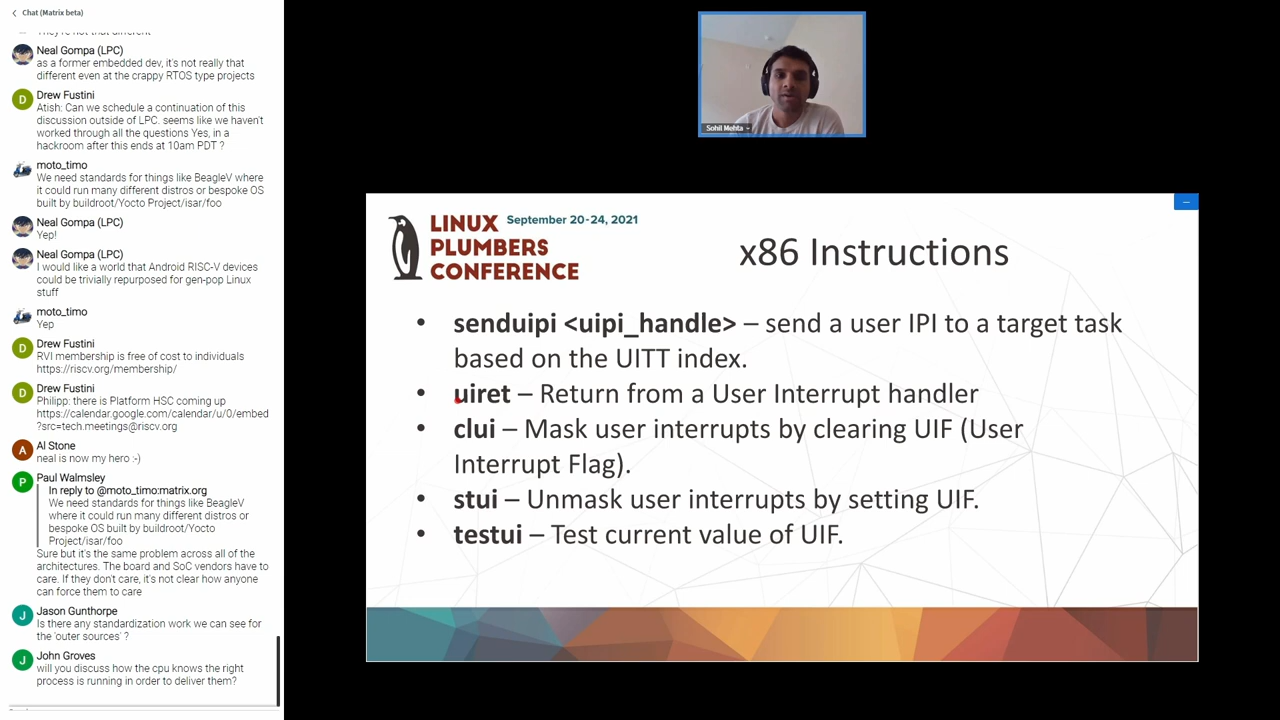 Chat (Matrix beta)
They're not that different
Neal Gompa (LPC)
as a former embedded dev, it's not really that
different even at the crappy RTOS type projects
D
Drew Fustini
Atish: Can we schedule a continuation of this
discussion outside of LPC. seems like we haven't
worked through all the questions Yes, in a
hackroom after this ends at 10am PDT ?
moto_timo
We need standards for things like BeagleV where
it could run many different distros or bespoke OS
built by buildroot/Yocto Project/isar/foo
Neal Gompa (LPC)
Yep!
Neal Gompa (LPC)
I would like a world that Android RISC-V devices
could be trivially repurposed for gen-pop Linux
stuff
moto_timo
Yep
D
Drew Fustini
RVI membership is free of cost to individuals
https://riscv.org/membership/
D
Drew Fustini
Philipp: there is Platform HSC coming up
https://calendar.google.com/calendar/u/0/embed
?src=tech.meetings@riscv.org
A
Al Stone
neal is now my hero :-)
P
Paul Walmsley
In reply to @moto_timo:matrix.org
We need standards for things like BeagleV
where it could run many different distros or
bespoke OS built by buildroot/Yocto
Project/isar/foo
Sure but it's the same problem across all of the
architectures. The board and SoC vendors have to
care. If they don't care, it's not clear how anyone
can force them to care
J
Jason Gunthorpe
Is there any standardization work we can see for
the 'outer sources' ?
J
John Groves
will you discuss how the cpu knows the right
process is running in order to deliver them?
Sohil Mehta
LINUX September 20-24, 2021
PLUMBERS
CONFERENCE
x86 Instructions
• senduipi <uipi_handle> – send a user IPI to a target task
based on the UITT index.
• uiret – Return from a User Interrupt handler
• clui – Mask user interrupts by clearing UIF (User
Interrupt Flag).
• stui – Unmask user interrupts by setting UIF.
• testui – Test current value of UIF.